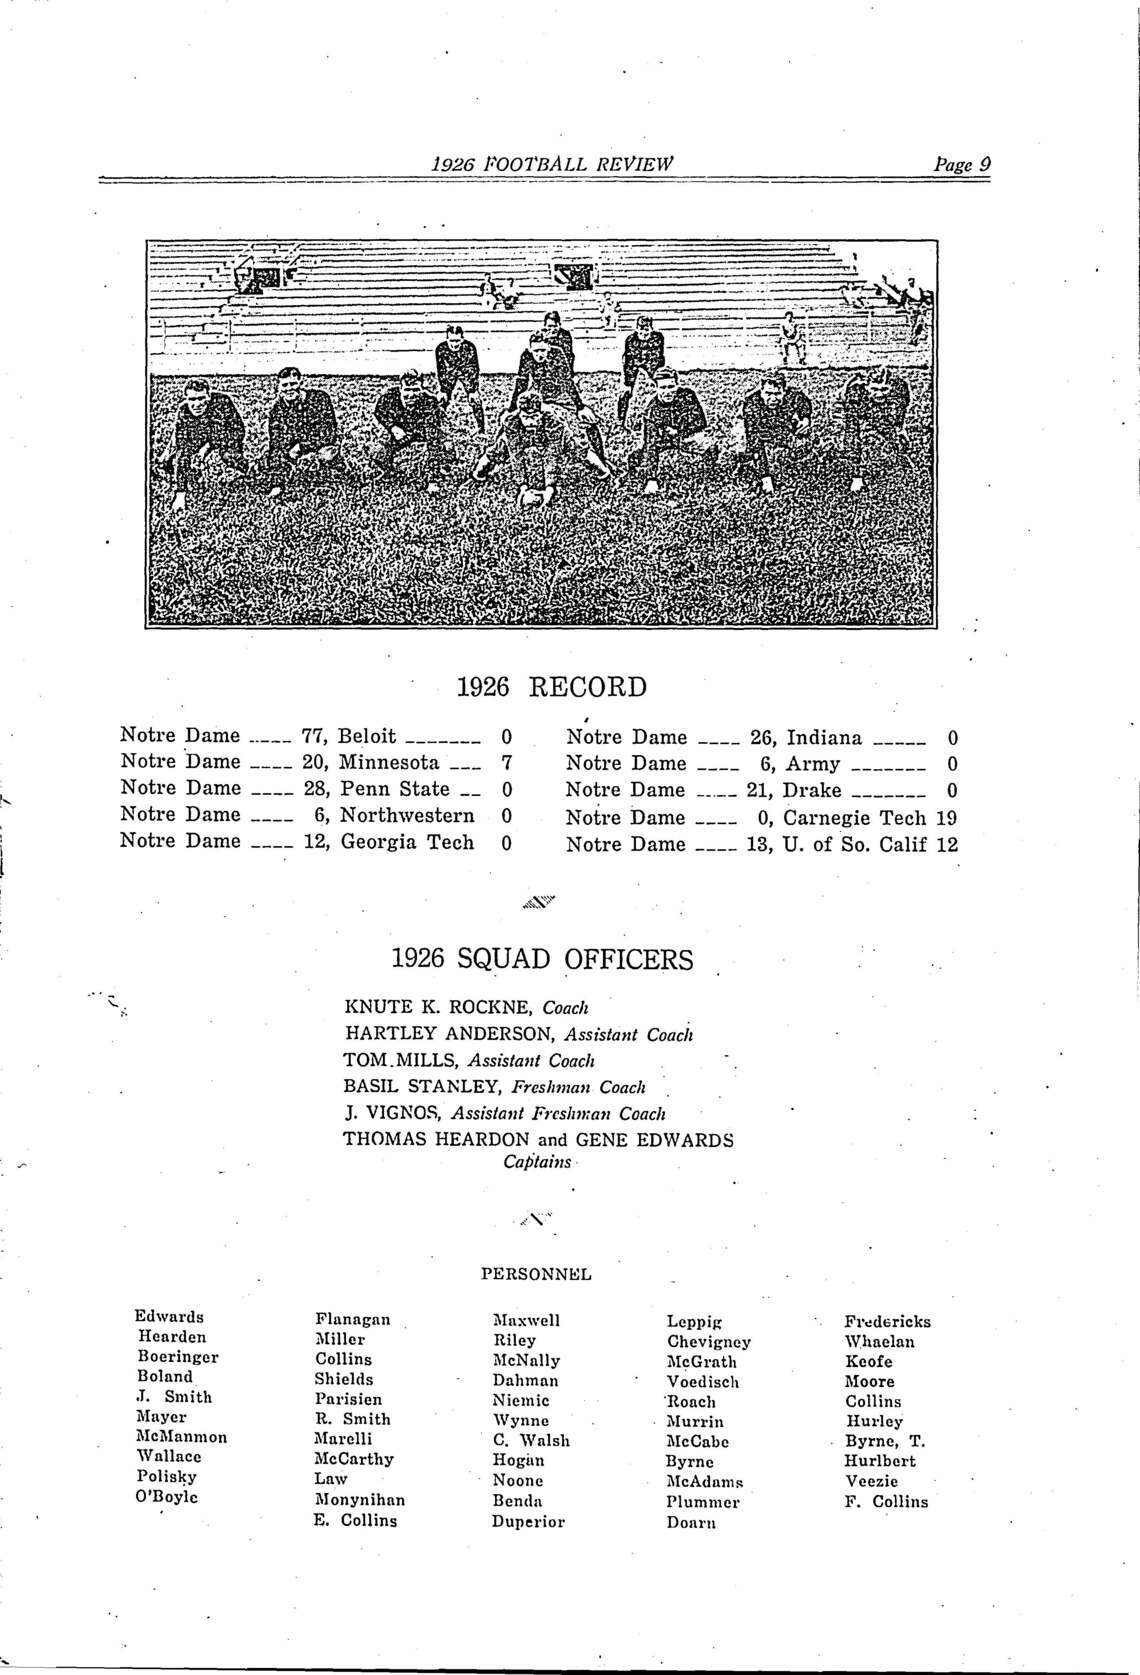 1926 FOOTBALL REVIEW Page 9
1926 RECORD
Notre Dame ----- 77, Beloit ------- 0
Notre Dame ---- 20, Minnesota --- 7
Notre Dame ---- 28, Penn State -- 0
Notre Dame ---- 6, Northwestern 0
Notre Dame ---- 12, Georgia Tech 0
Notre Dame ---- 26, Indiana ----- 0
Notre Dame ---- 6, Army ------- 0
Notre Dame ----- 21, Drake ------- 0
Notre Dame ---- 0, Carnegie Tech 19
Notre Dame ---- 13, U. of So. Calif 12
1926 SQUAD OFFICERS
KNUTE K. ROCKNE, Coach
HARTLEY ANDERSON, Assistant Coach
TOM MILLS, Assistant Coach
BASIL STANLEY, Freshman Coach
J. VIGNOS, Assistant Freshman Coach
THOMAS HEARDON and GENE EDWARDS
Captains
PERSONNEL
Edwards
Hearden
Boeringer
Boland
J. Smith
Mayer
McManmon
Wallace
Polisky
O'Boyle
Flanagan
Miller
Collins
Shields
Parisien
R. Smith
Marelli
McCarthy
Law
Monynihan
E. Collins
Maxwell
Riley
McNally
Dahman
Niemic
Wynne
C. Walsh
Hogan
Noone
Benda
Duperior
Leppig
Chevigney
McGrath
Voedisch
Roach
Murrin
McCabe
Byrne
McAdams
Plummer
Doarn
Fredericks
Whaelan
Keofe
Moore
Collins
Hurley
Byrne, T.
Hurlbert
Veezie
F. Collins